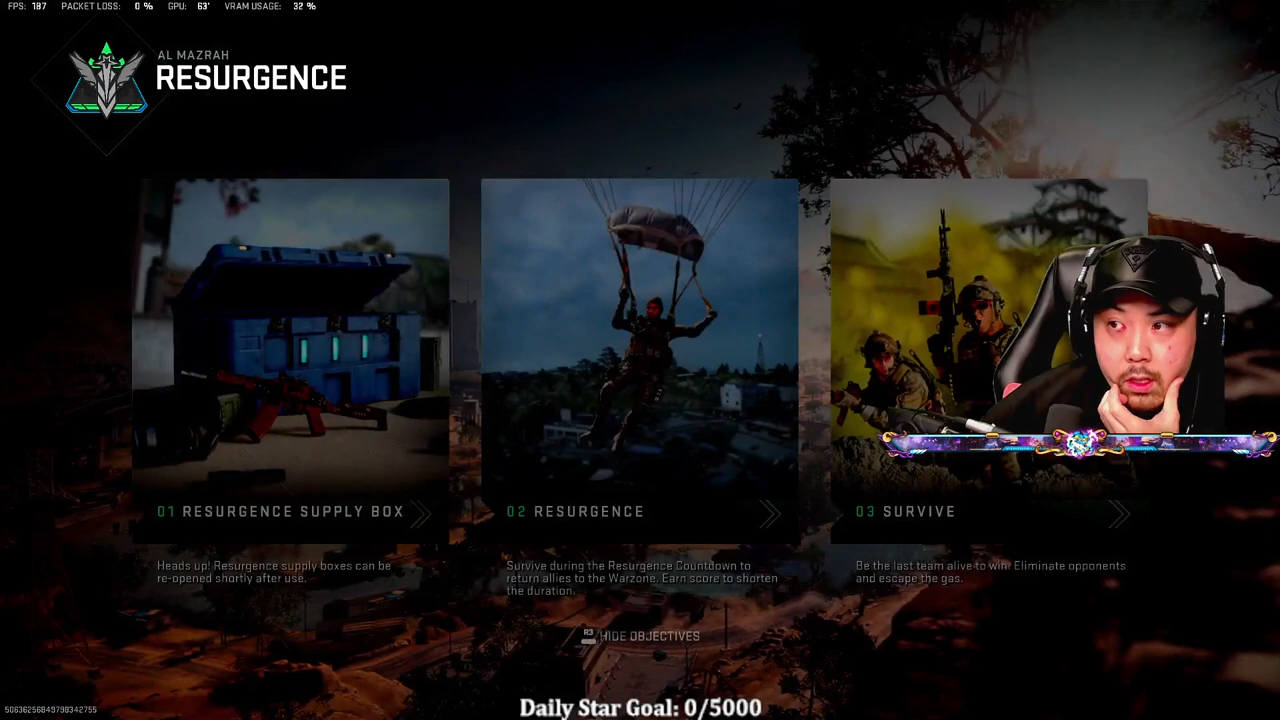 FPS: 187 PACKET LOSS: 0 % GPU: 63° VRAM USAGE: 32 %
AL MAZRAH
RESURGENCE
01 RESURGENCE SUPPLY BOX
Heads up! Resurgence supply boxes can be
re-opened shortly after use.
02 RESURGENCE
Survive during the Resurgence Countdown to
return allies to the Warzone. Earn score to shorten
the duration.
03 SURVIVE
Be the last team alive to win. Eliminate opponents
and escape the gas.
R3 HIDE OBJECTIVES
Daily Star Goal: 0/5000
50636256849798342755